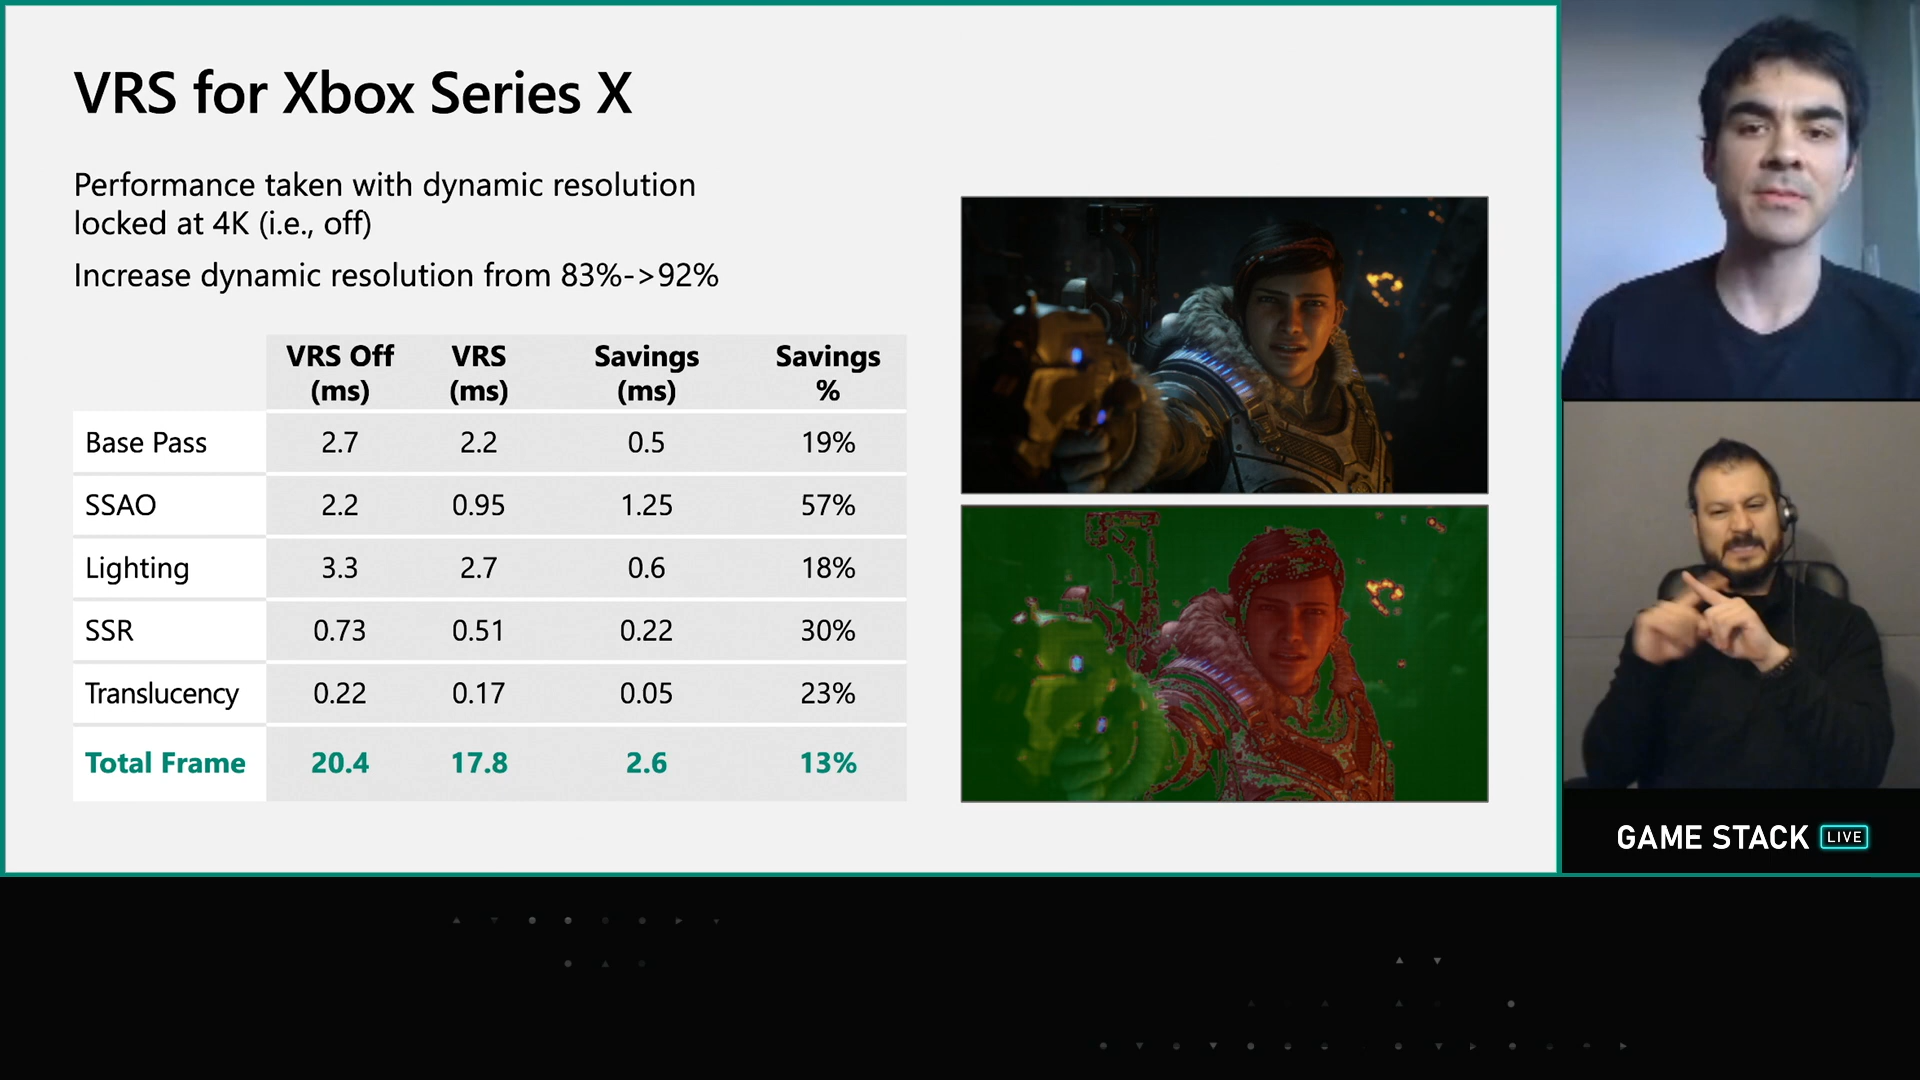 VRS for Xbox Series X
Performance taken with dynamic resolution
locked at 4K (i.e., off)
Increase dynamic resolution from 83%->92%
VRS Off (ms) VRS (ms) Savings (ms) Savings %
Base Pass 2.7 2.2 0.5 19%
SSAO 2.2 0.95 1.25 57%
Lighting 3.3 2.7 0.6 18%
SSR 0.73 0.51 0.22 30%
Translucency 0.22 0.17 0.05 23%
Total Frame 20.4 17.8 2.6 13%
GAME STACK LIVE